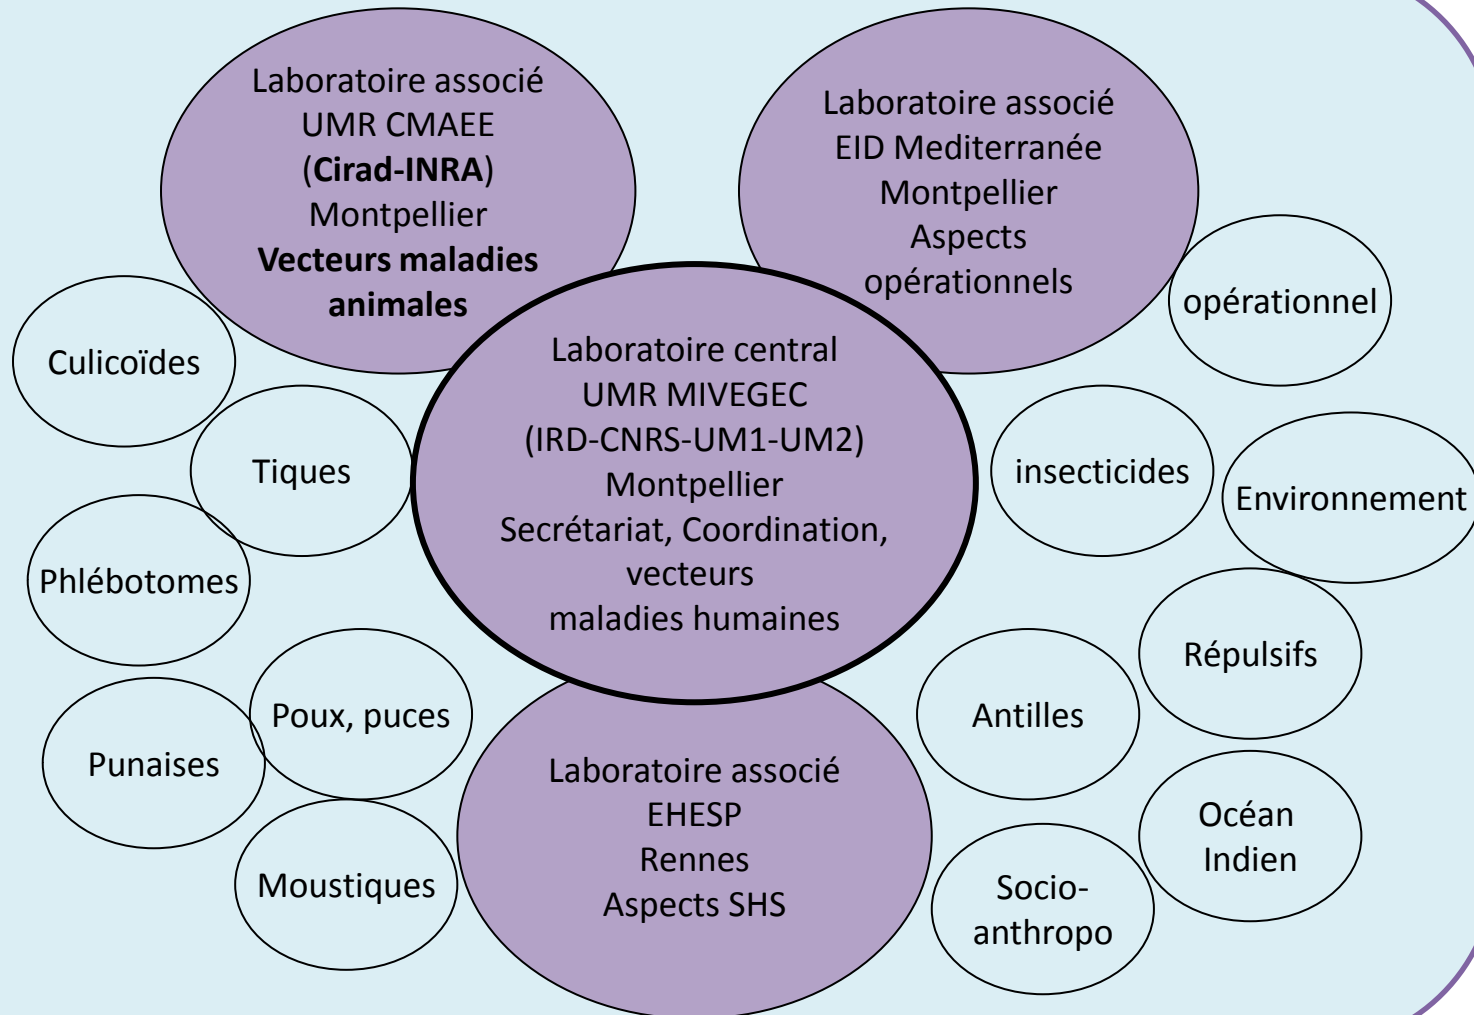 Laboratoire associé
UMR CMAEE
(Cirad-INRA)
Montpellier
Vecteurs maladies
animales
Laboratoire associé
EID Mediterranée
Montpellier
Aspects
opérationnels
opérationnel
Culicoïdes
Laboratoire central
UMR MIVEGEC
(IRD-CNRS-UM1-UM2)
Montpellier
Secrétariat, Coordination,
vecteurs
maladies humaines
Tiques
insecticides
Environnement
Phlébotomes
Répulsifs
Poux, puces
Antilles
Punaises
Laboratoire associé
EHESP
Rennes
Aspects SHS
Océan
Indien
Moustiques
Socio-
anthropo